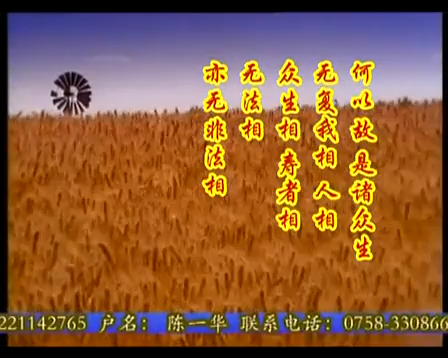 何以故是诸众生
无复我相人相
众生相寿者相
无法相
亦无非法相
221142765 户名: 陈一华 联系电话: 0758-330866